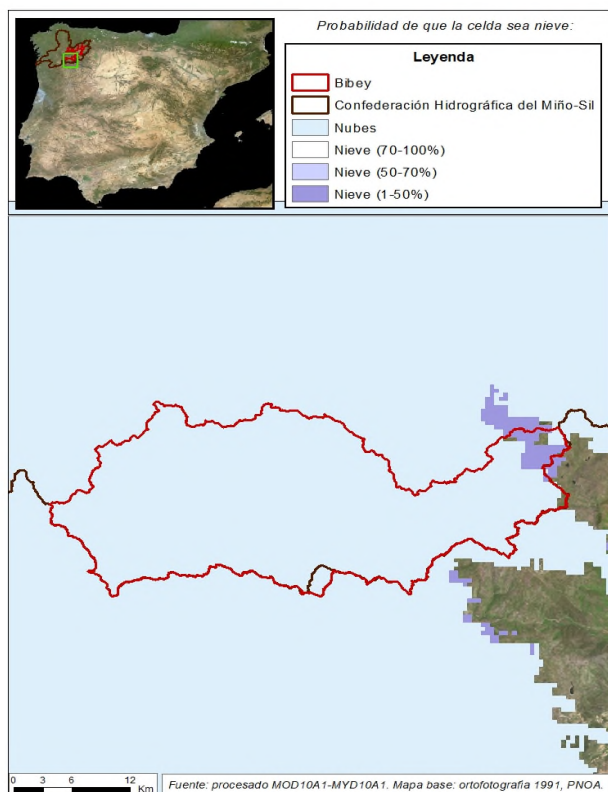 Probabilidad de que la celda sea nieve:
Leyenda
Bibey
Confederación Hidrográfica del Miño-Sil
Nubes
Nieve (70-100%)
Nieve (50-70%)
Nieve (1-50%)
0 3 6 12
Km
Fuente: procesado MOD10A1-MYD10A1. Mapa base: ortofotografía 1991, PNOA.